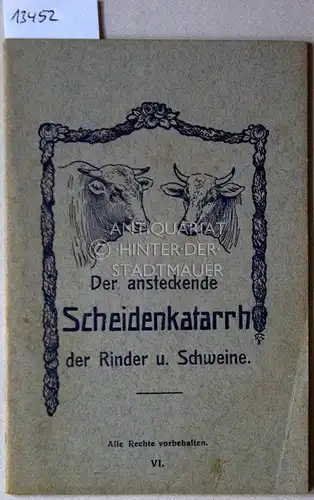 13452
ANTIQUARIAT
© HINTER·DER
STADTMAUER
Der ansteckende
Scheidenkatarrh
der Rinder u. Schweine.
Alle Rechte vorbehalten.
VI.